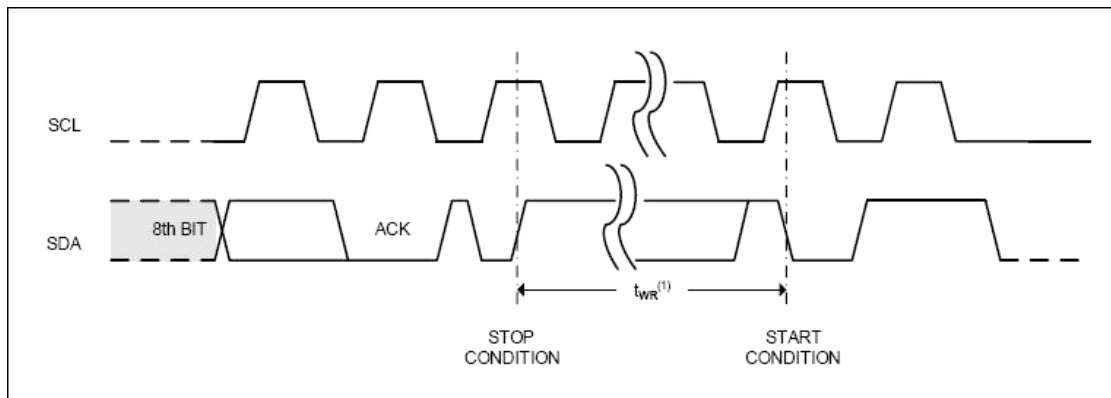 SCL
8th BIT
ACK
SDA
tWR(1)
STOP
CONDITION
START
CONDITION